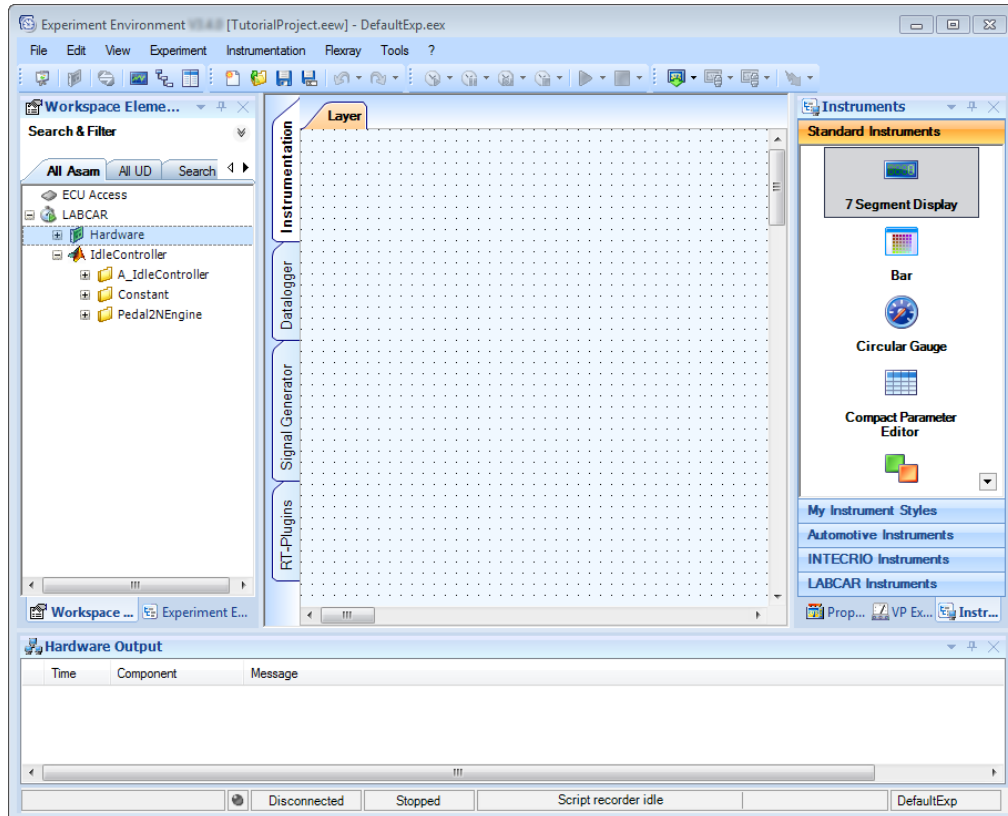 Experiment Environment [TutorialProject.eew] - DefaultExp.eex
File Edit View Experiment Instrumentation Flexray Tools ?
Workspace Eleme...
Search & Filter
All Asam All UD Search
ECU Access
LABCAR
Hardware
IdleController
A_IdleController
Constant
Pedal2NEngine
Workspace ... Experiment E...
Layer
Instrumentation
Datalogger
Signal Generator
RT-Plugins
Instruments
Standard Instruments
7 Segment Display
Bar
Circular Gauge
Compact Parameter
Editor
My Instrument Styles
Automotive Instruments
INTECRIO Instruments
LABCAR Instruments
Prop... VP Ex... Instr...
Hardware Output
Time Component Message
Disconnected Stopped Script recorder idle DefaultExp